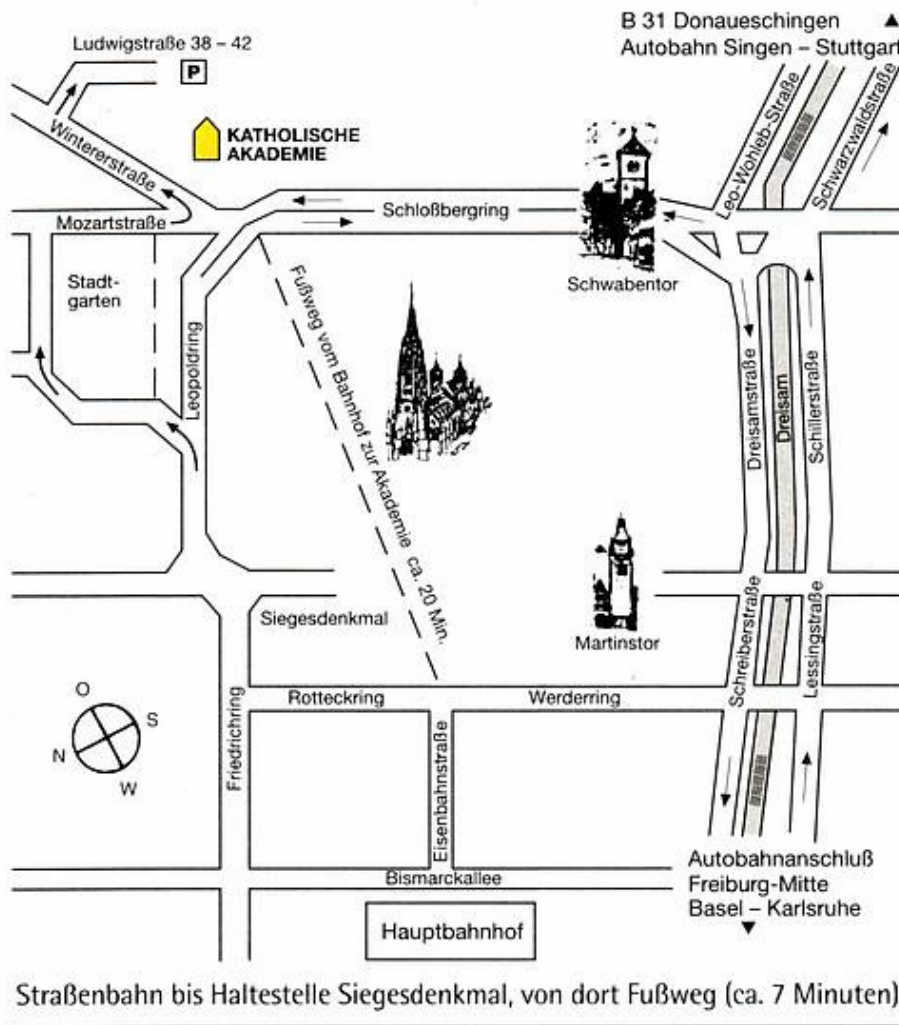 B 31 Donaueschingen ▲
Autobahn Singen – Stuttgart
Ludwigstraße 38 – 42
P
KATHOLISCHE
AKADEMIE
Wintererstraße
Mozartstraße
Schloßbergring
Leo-Wohleb-Straße
Schwarzwaldstraße
Stadt-
garten
Schwabentor
Leopoldring
Fußweg vom Bahnhof zur Akademie ca. 20 Min.
Dreisamstraße
Dreisam
Schillerstraße
Siegesdenkmal
Martinstor
Schreiberstraße
Lessingstraße
Rotteckring
Werderring
O
S
N
W
Friedrichring
Eisenbahnstraße
Bismarckallee
Autobahnanschluß
Freiburg-Mitte
Basel – Karlsruhe
▼
Hauptbahnhof
Straßenbahn bis Haltestelle Siegesdenkmal, von dort Fußweg (ca. 7 Minuten)